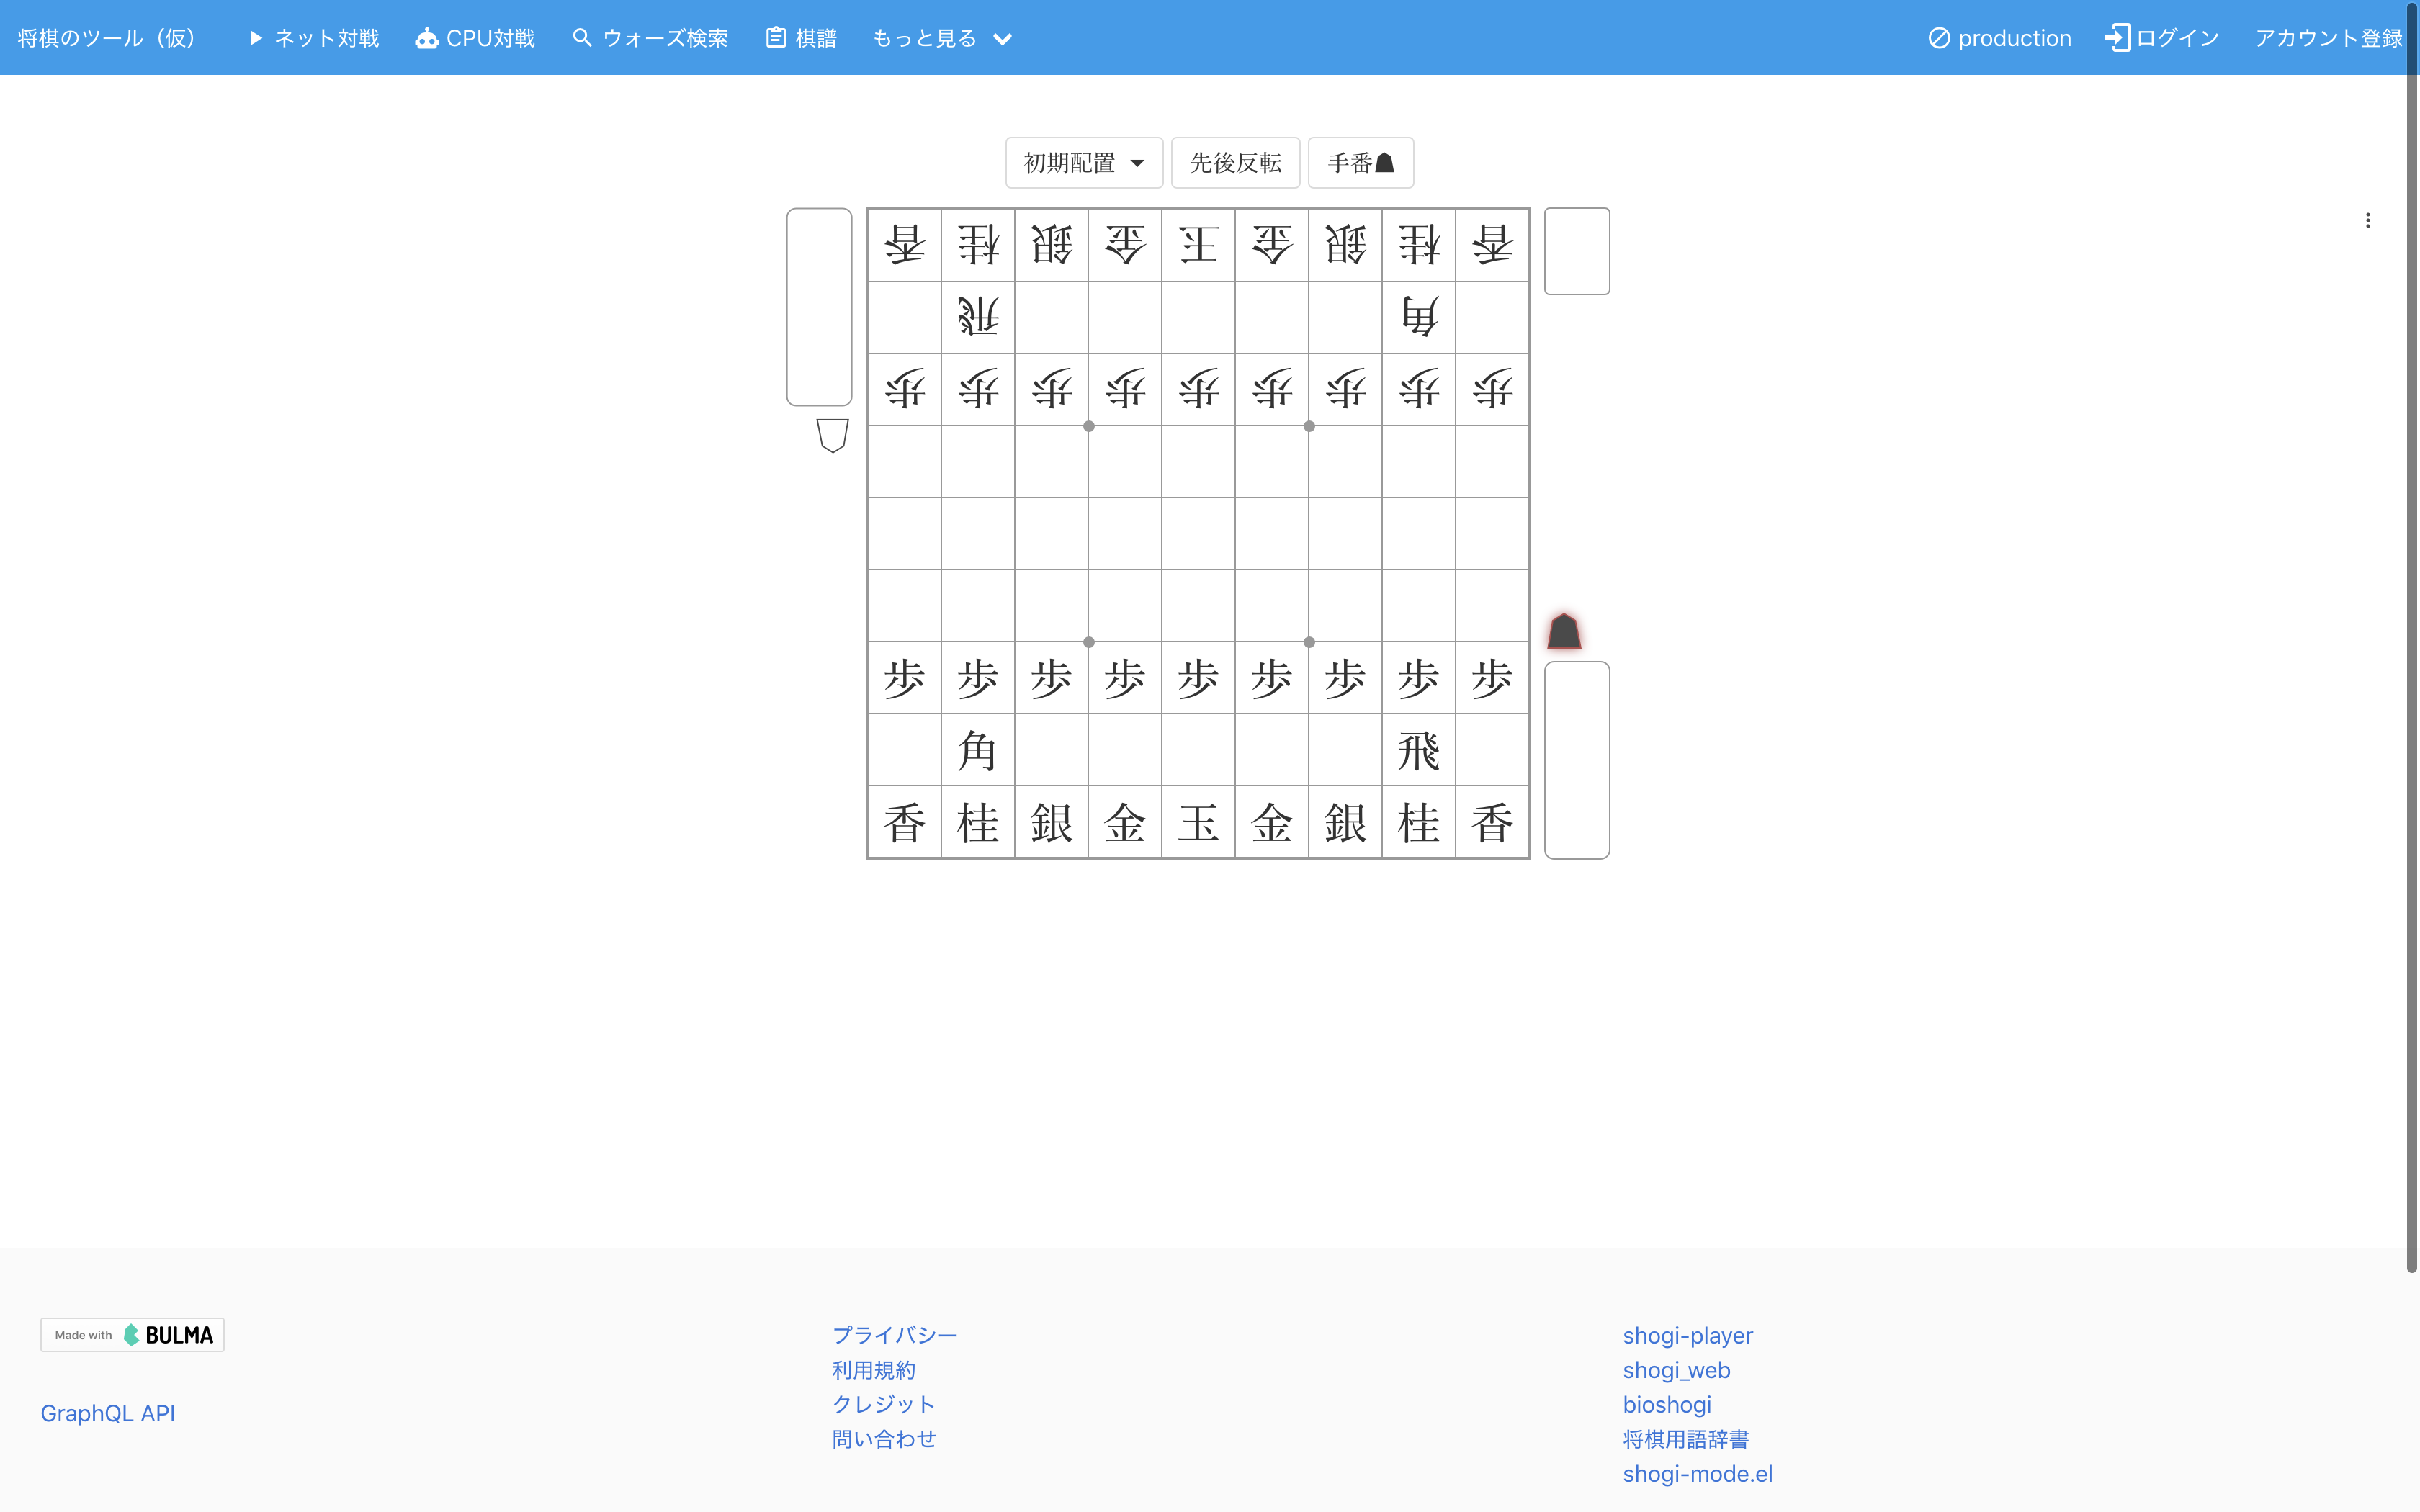 将棋のツール（仮） ネット対戦 CPU対戦 ウォーズ検索 棋譜 もっと見る production ログイン アカウント登録
初期配置 先後反転 手番
香 桂 銀 金 王 金 銀 桂 香
飛 角
歩 歩 歩 歩 歩 歩 歩 歩 歩
歩 歩 歩 歩 歩 歩 歩 歩 歩
角 飛
香 桂 銀 金 玉 金 銀 桂 香
Made with BULMA
GraphQL API
プライバシー
利用規約
クレジット
問い合わせ
shogi-player
shogi_web
bioshogi
将棋用語辞書
shogi-mode.el